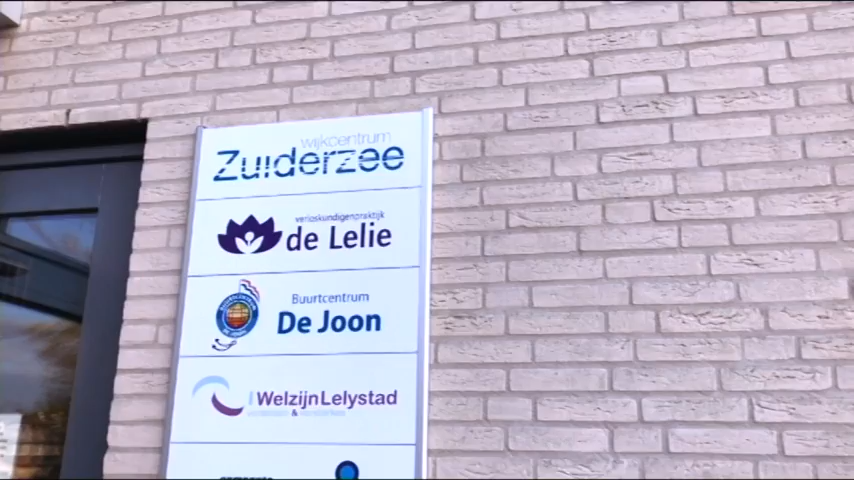 wijkcentrum
Zuiderzee
verloskundigenpraktijk
de Lelie
Buurtcentrum
De Joon
WelzijnLelystad
&